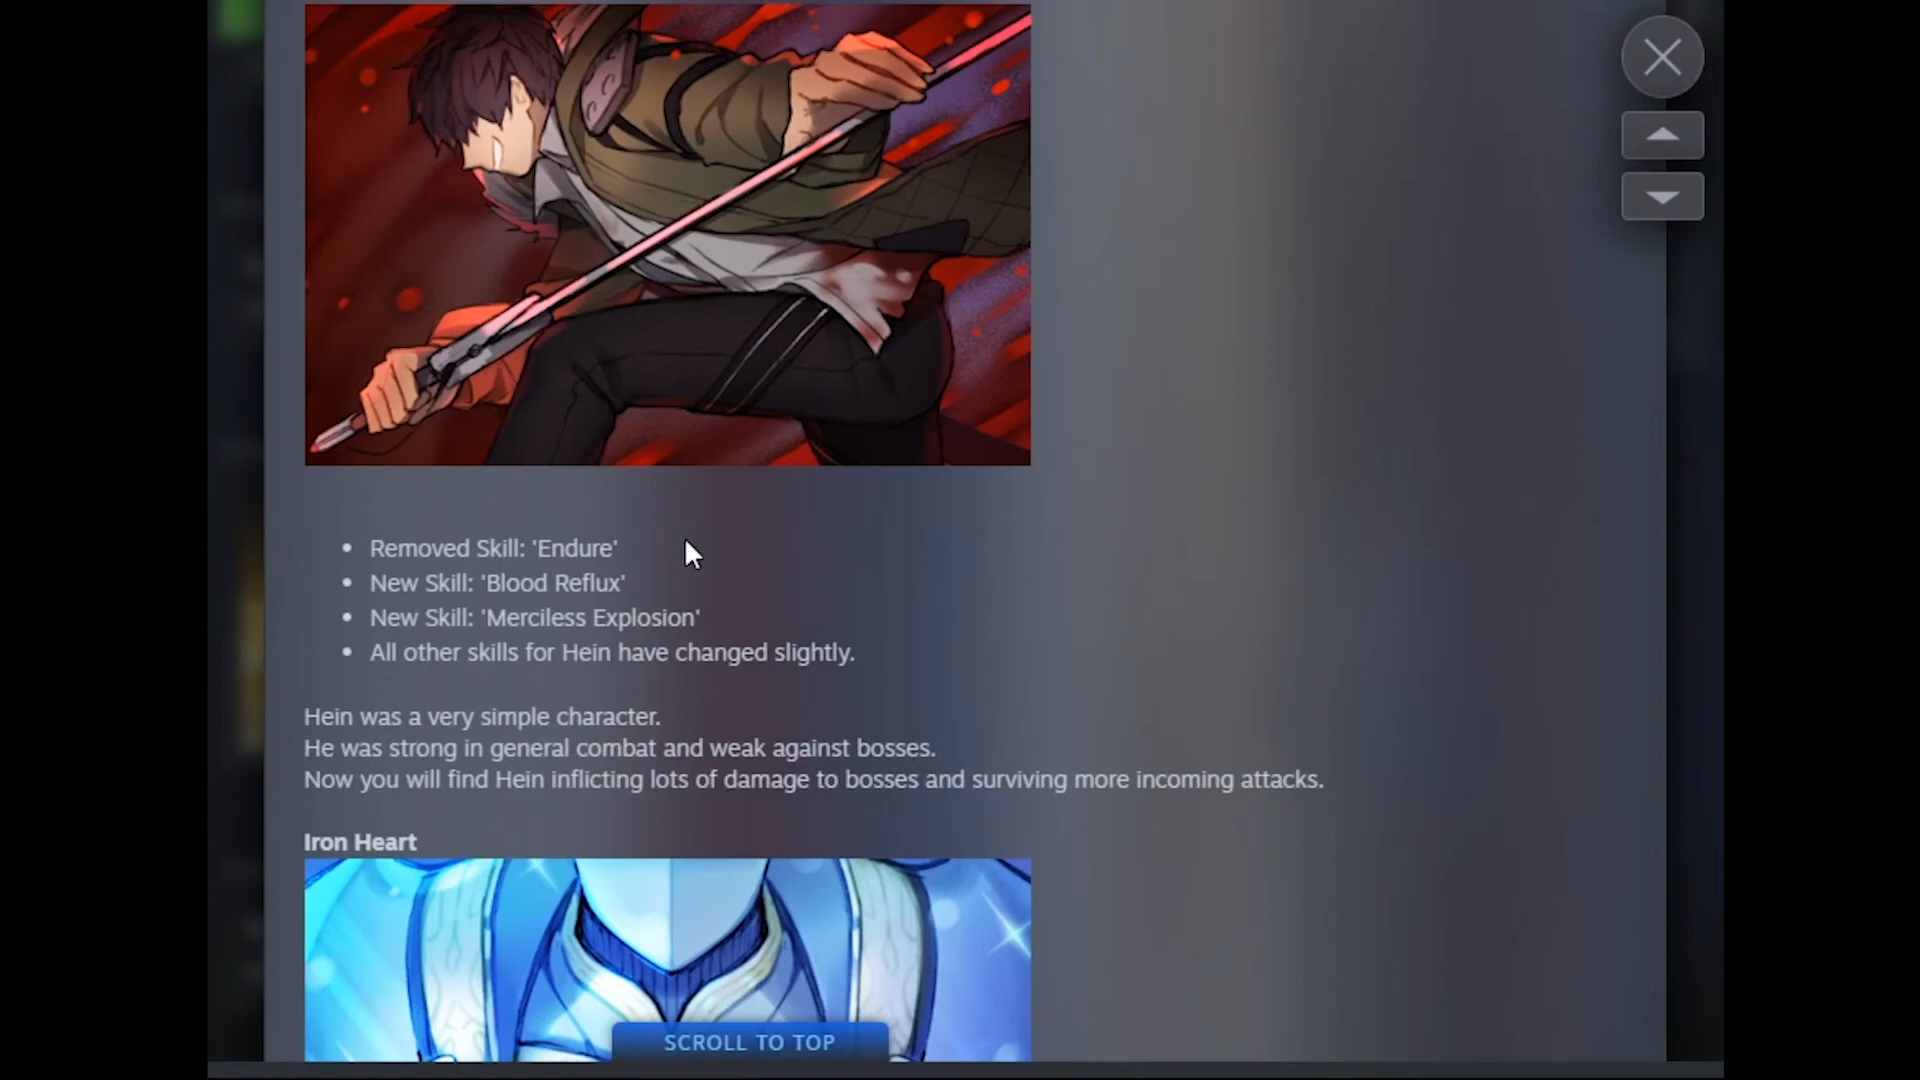 Removed Skill: 'Endure'
New Skill: 'Blood Reflux'
New Skill: 'Merciless Explosion'
All other skills for Hein have changed slightly.
Hein was a very simple character.
He was strong in general combat and weak against bosses.
Now you will find Hein inflicting lots of damage to bosses and surviving more incoming attacks.
Iron Heart
SCROLL TO TOP